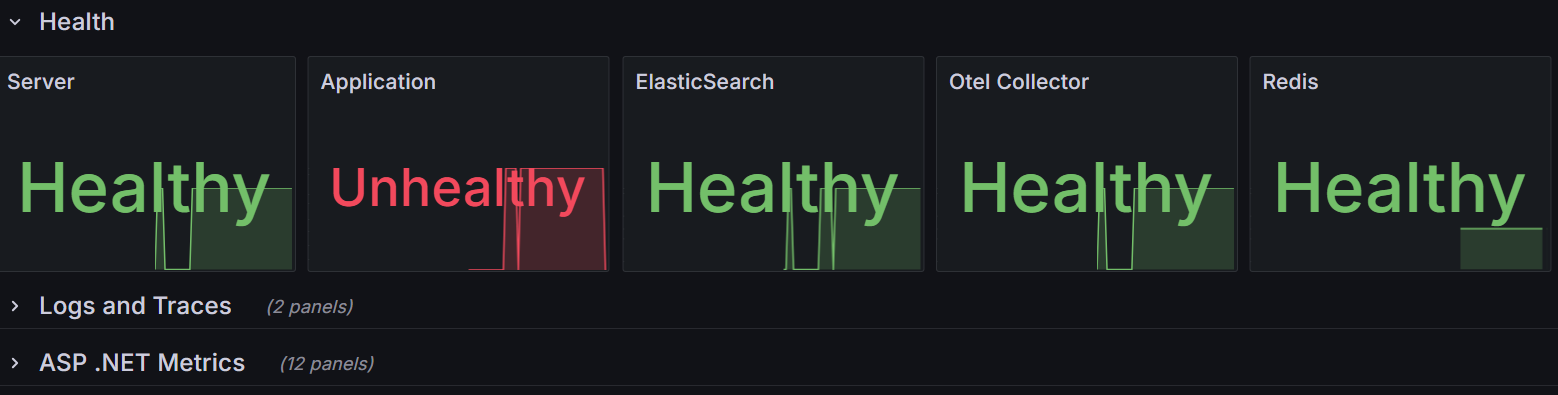 Health
Server
Application
ElasticSearch
Otel Collector
Redis
Healthy
Unhealthy
Healthy
Healthy
Healthy
Logs and Traces (2 panels)
ASP .NET Metrics (12 panels)